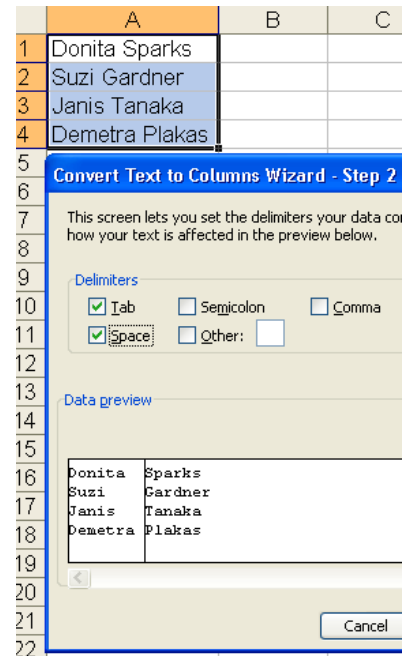 A B C
1 Donita Sparks
2 Suzi Gardner
3 Janis Tanaka
4 Demetra Plakas
5
Convert Text to Columns Wizard - Step 2
6
7 This screen lets you set the delimiters your data con
how your text is affected in the preview below.
8
9 Delimiters
10 Tab Semicolon Comma
11 Space Other:
12
13 Data preview
14
15
16 Donita Sparks
Suzi Gardner
17 Janis Tanaka
18 Demetra Plakas
19
20
21 Cancel
22